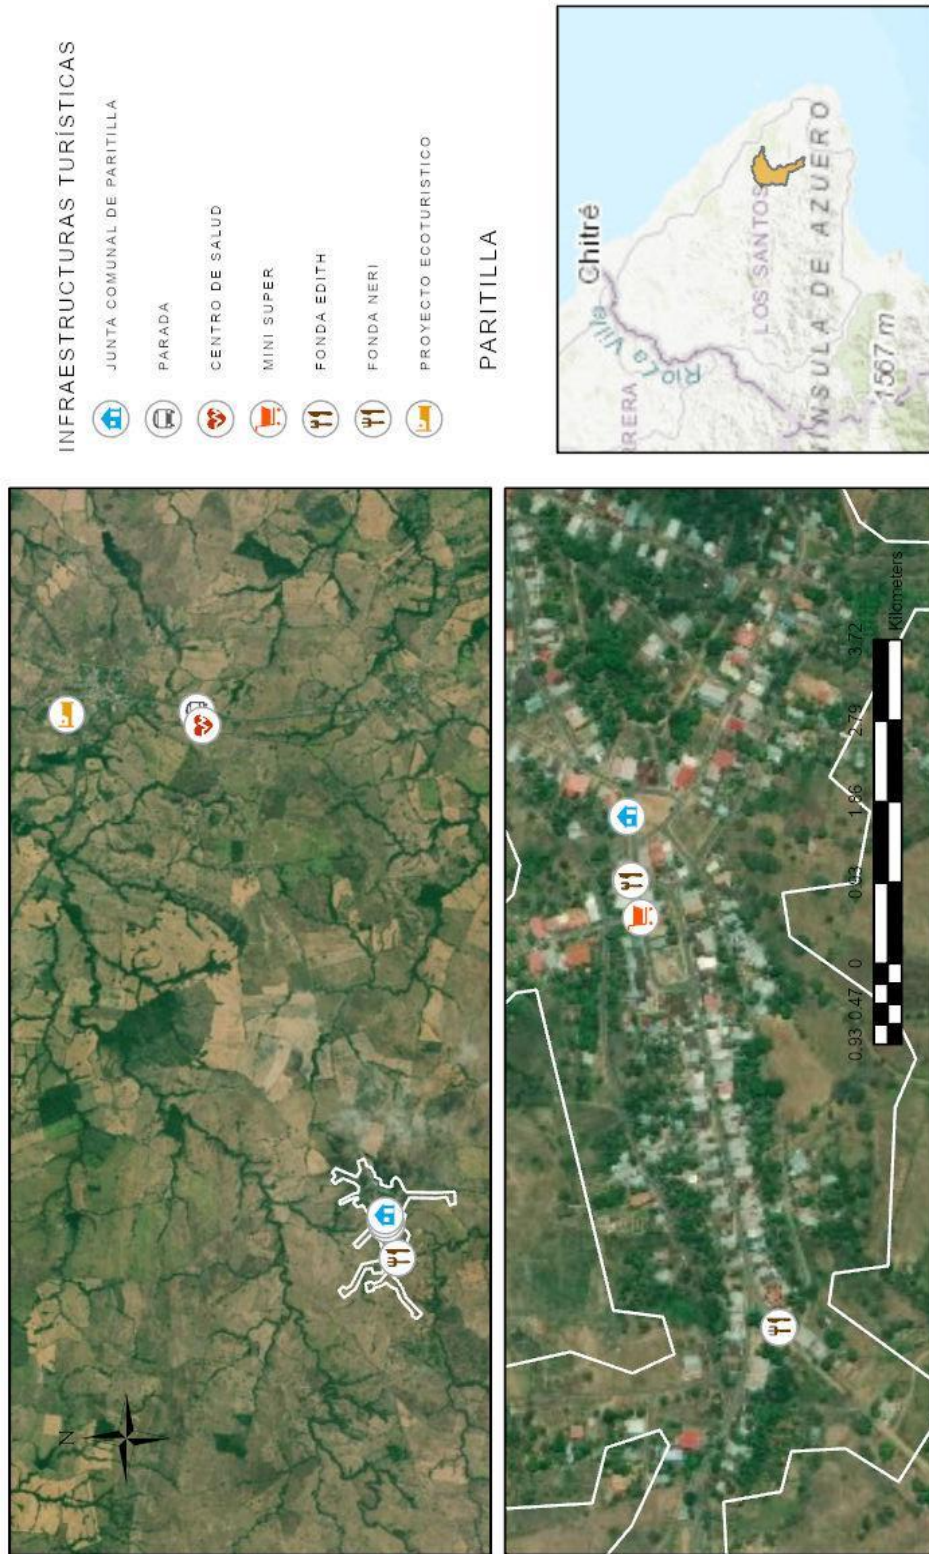 INFRAESTRUCTURAS TURÍSTICAS
JUNTA COMUNAL DE PARITILLA
PARADA
CENTRO DE SALUD
MINI SUPER
FONDA EDITH
FONDA NERI
PROYECTO ECOTURISTICO
PARITILLA
N
Chitré
Río La Villa
RRERA
LOS SANTOS
NINSULA DE AZUERO
1567 m
0.93 0.47 0 0.93 1.86 2.79 3.72
Kilometers